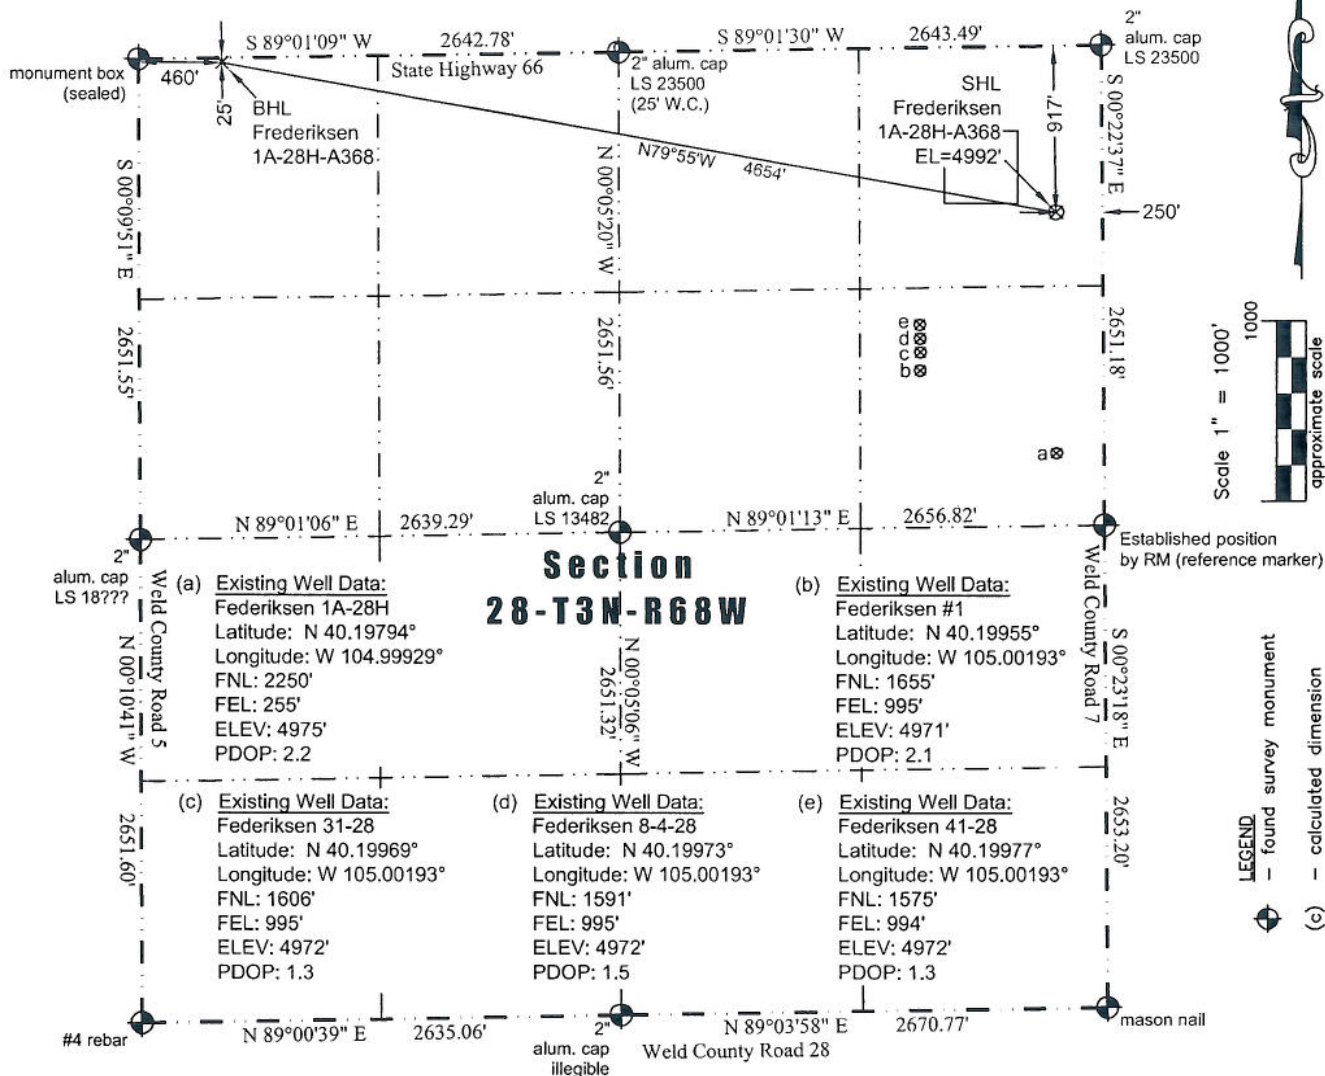 S 89°01'09" W 2642.78'
S 89°01'30" W 2643.49'
2"
alum. cap
LS 23500
monument box
(sealed)
460'
25'
State Highway 66
2" alum. cap
LS 23500
(25' W.C.)
BHL
Frederiksen
1A-28H-A368
SHL
Frederiksen
1A-28H-A368
EL=4992'
917'
250'
N79°55'W 4654'
S 00°09'51" E
2651.55'
N 00°05'20" W
2651.56'
S 00°22'37" E
2651.18'
e
d
c
b
a
Scale 1" = 1000'
1000
approximate scale
2"
alum. cap
LS 13482
N 89°01'06" E 2639.29'
N 89°01'13" E 2656.82'
Established position
by RM (reference marker)
2"
alum. cap
LS 18???
Section
28-T3N-R68W
Weld County Road 5
N 00°10'41" W
2651.60'
N 00°05'06" W
2651.32'
Weld County Road 7
S 00°23'18" E
2653.20'
(a) Existing Well Data:
Federiksen 1A-28H
Latitude: N 40.19794°
Longitude: W 104.99929°
FNL: 2250'
FEL: 255'
ELEV: 4975'
PDOP: 2.2
(b) Existing Well Data:
Federiksen #1
Latitude: N 40.19955°
Longitude: W 105.00193°
FNL: 1655'
FEL: 995'
ELEV: 4971'
PDOP: 2.1
(c) Existing Well Data:
Federiksen 31-28
Latitude: N 40.19969°
Longitude: W 105.00193°
FNL: 1606'
FEL: 995'
ELEV: 4972'
PDOP: 1.3
(d) Existing Well Data:
Federiksen 8-4-28
Latitude: N 40.19973°
Longitude: W 105.00193°
FNL: 1591'
FEL: 995'
ELEV: 4972'
PDOP: 1.5
(e) Existing Well Data:
Federiksen 41-28
Latitude: N 40.19977°
Longitude: W 105.00193°
FNL: 1575'
FEL: 994'
ELEV: 4972'
PDOP: 1.3
LEGEND
- found survey monument
(c) - calculated dimension
#4 rebar
N 89°00'39" E 2635.06'
2"
alum. cap
illegible
N 89°03'58" E 2670.77'
Weld County Road 28
mason nail